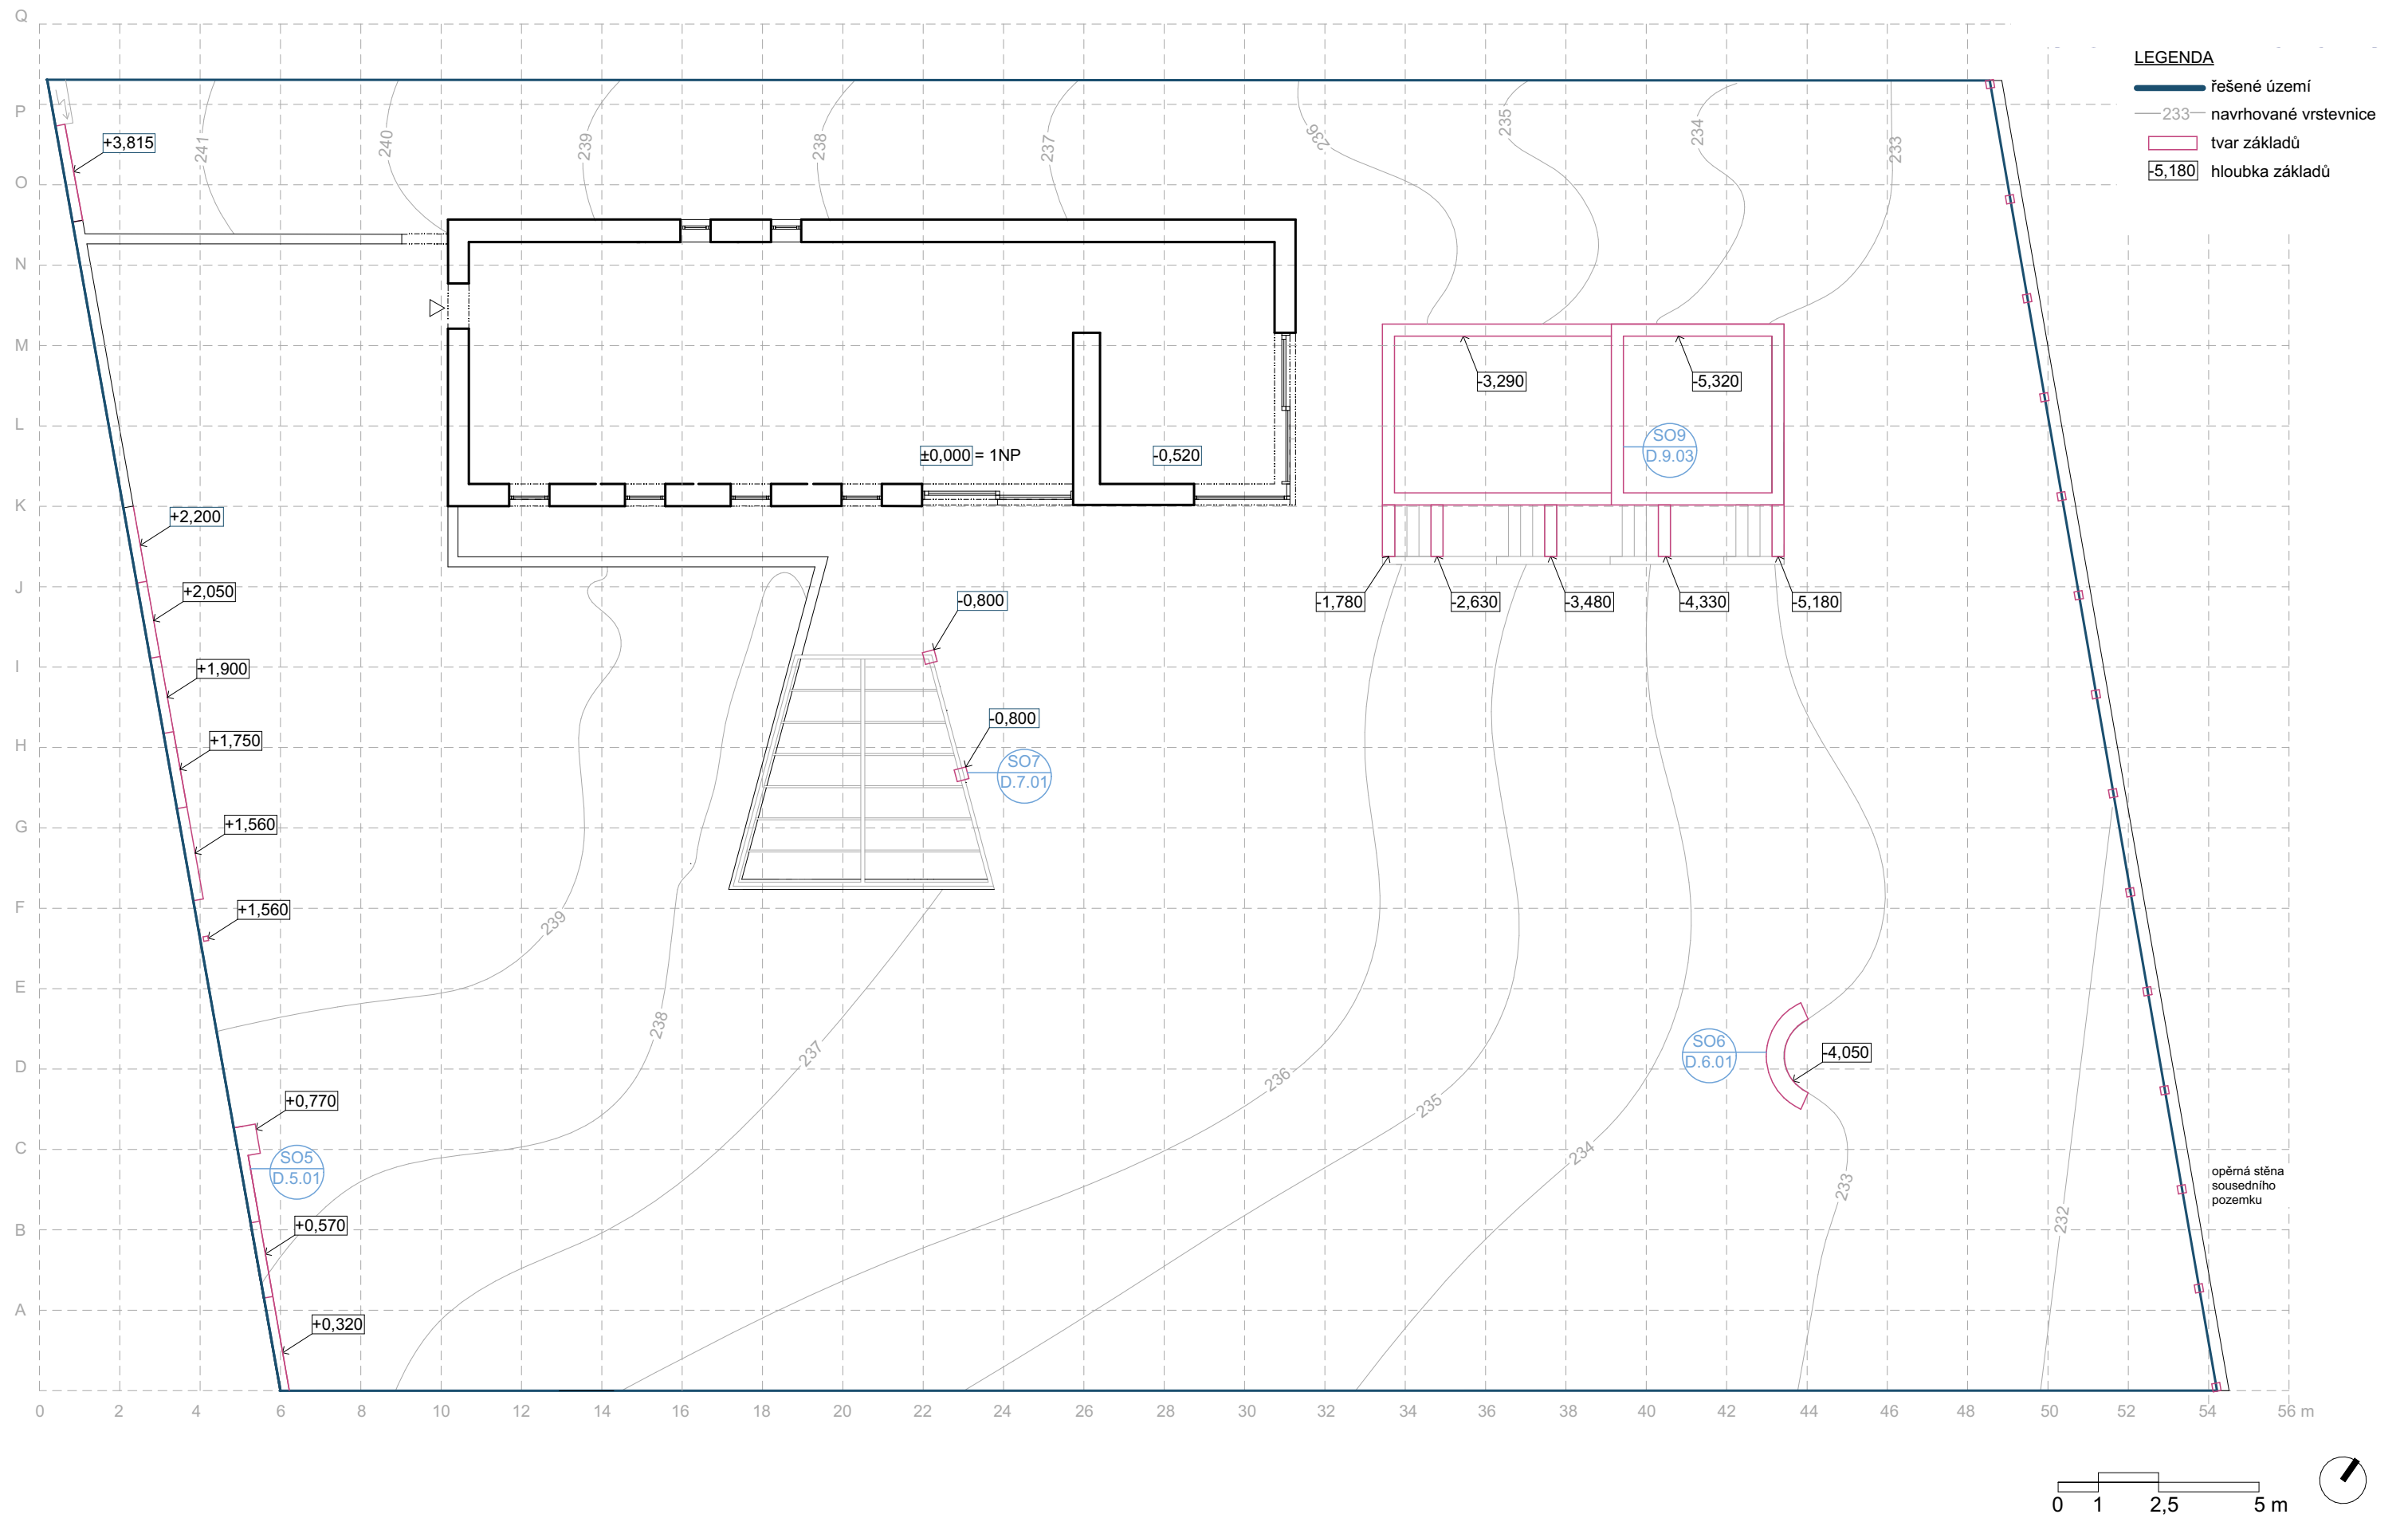 LEGENDA
řešené území
233 navrhované vrstevnice
tvar základů
-5,180 hloubka základů
Q
P
O
N
M
L
K
J
I
H
G
F
E
D
C
B
A
241
240
239
238
237
236
235
234
233
+3,815
-3,290
-5,320
SO9
D.9.03
±0,000 = 1NP
-0,520
+2,200
+2,050
+1,900
+1,750
+1,560
+1,560
-0,800
-0,800
SO7
D.7.01
-1,780
-2,630
-3,480
-4,330
-5,180
239
238
237
236
235
234
233
232
SO6
D.6.01
-4,050
+0,770
SO5
D.5.01
+0,570
+0,320
opěrná stěna
sousedního
pozemku
0 2 4 6 8 10 12 14 16 18 20 22 24 26 28 30 32 34 36 38 40 42 44 46 48 50 52 54 56 m
0 1 2,5 5 m